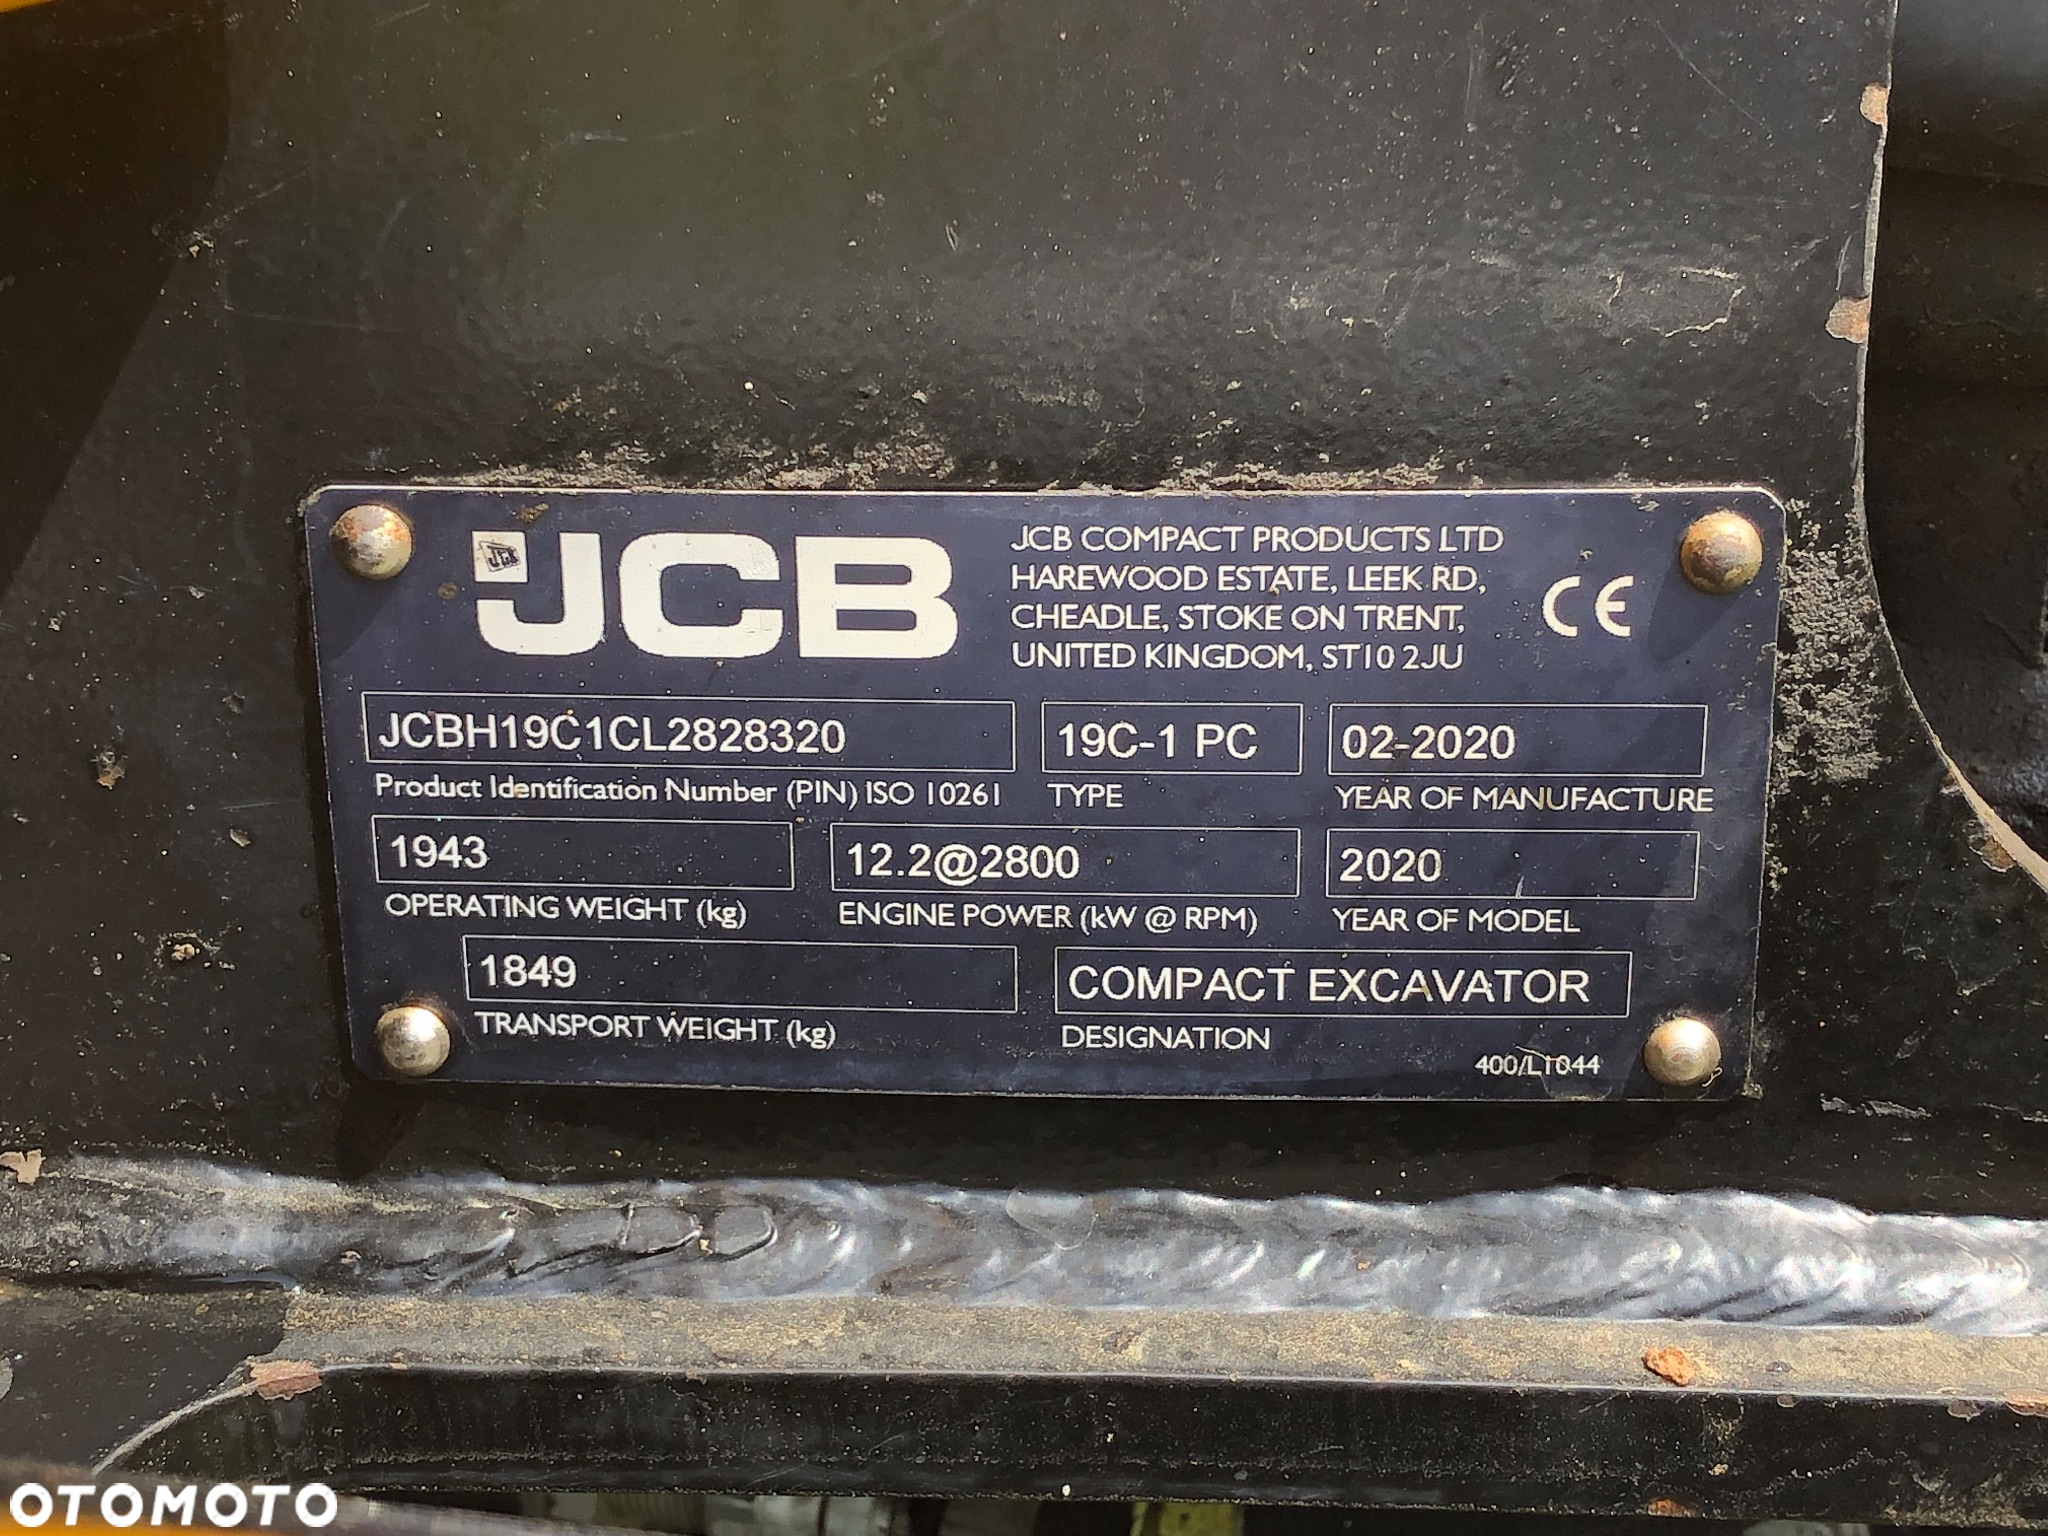 JCB
JCB
JCB COMPACT PRODUCTS LTD
HAREWOOD ESTATE, LEEK RD,
CHEADLE, STOKE ON TRENT,
UNITED KINGDOM, ST10 2JU
CE
JCBH19C1CL2828320
19C-1 PC
02-2020
Product Identification Number (PIN) ISO 10261
TYPE
YEAR OF MANUFACTURE
1943
12.2@2800
2020
OPERATING WEIGHT (kg)
ENGINE POWER (kW @ RPM)
YEAR OF MODEL
1849
COMPACT EXCAVATOR
TRANSPORT WEIGHT (kg)
DESIGNATION
400/L1044
OTOMOTO